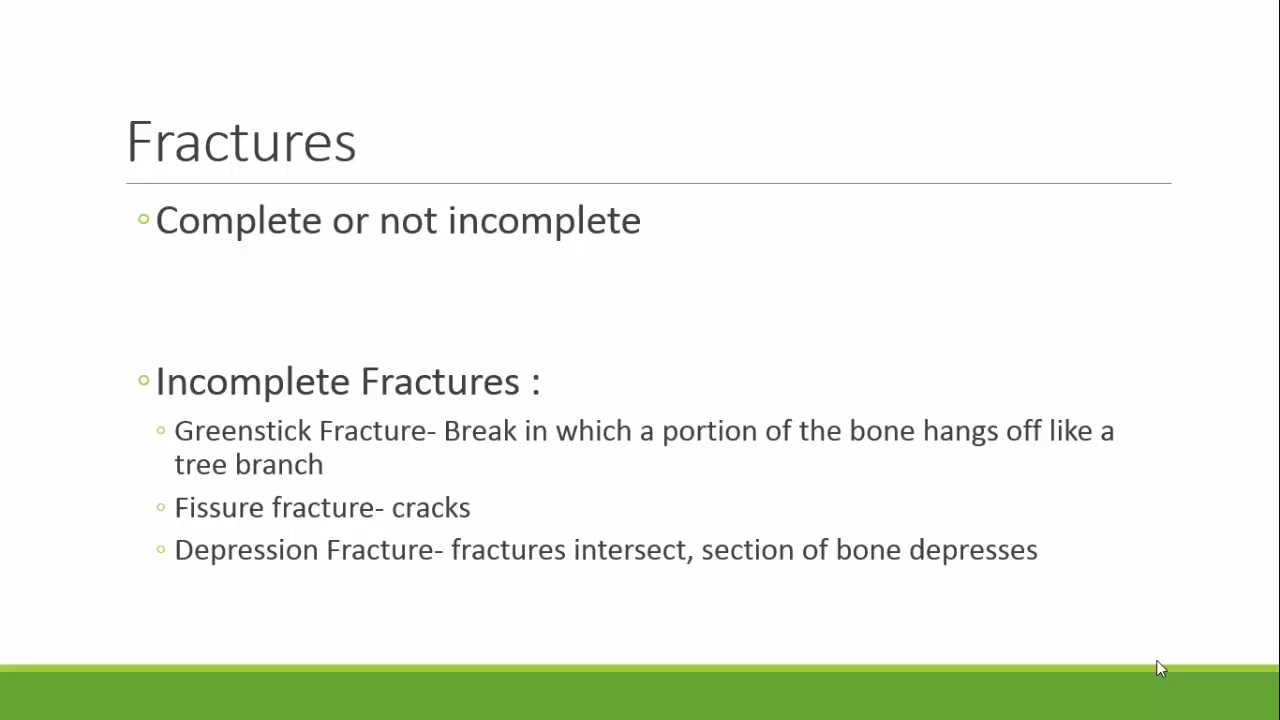 Fractures
Complete or not incomplete
Incomplete Fractures :
Greenstick Fracture- Break in which a portion of the bone hangs off like a
tree branch
Fissure fracture- cracks
Depression Fracture- fractures intersect, section of bone depresses